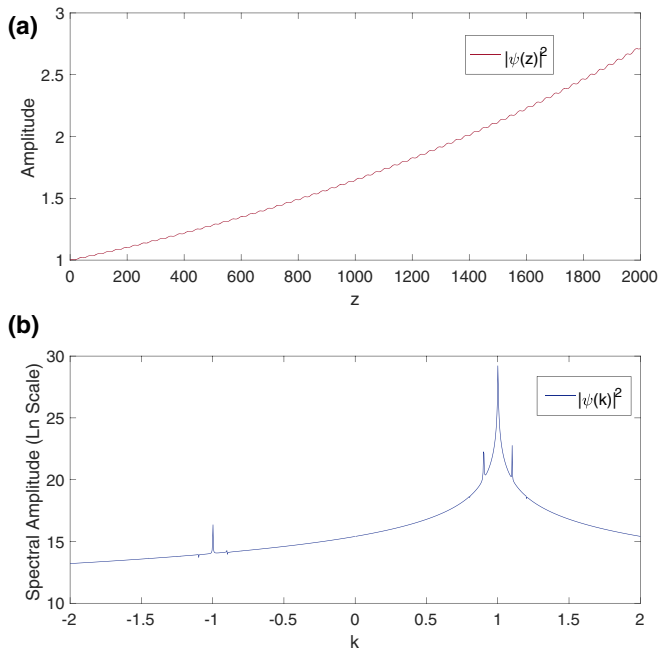 (a)
3
2.5
2
1.5
1
Amplitude
|ψ(z)|²
0 200 400 600 800 1000 1200 1400 1600 1800 2000
z
(b)
30
25
20
15
10
Spectral Amplitude (Ln Scale)
|ψ(k)|²
-2 -1.5 -1 -0.5 0 0.5 1 1.5 2
k